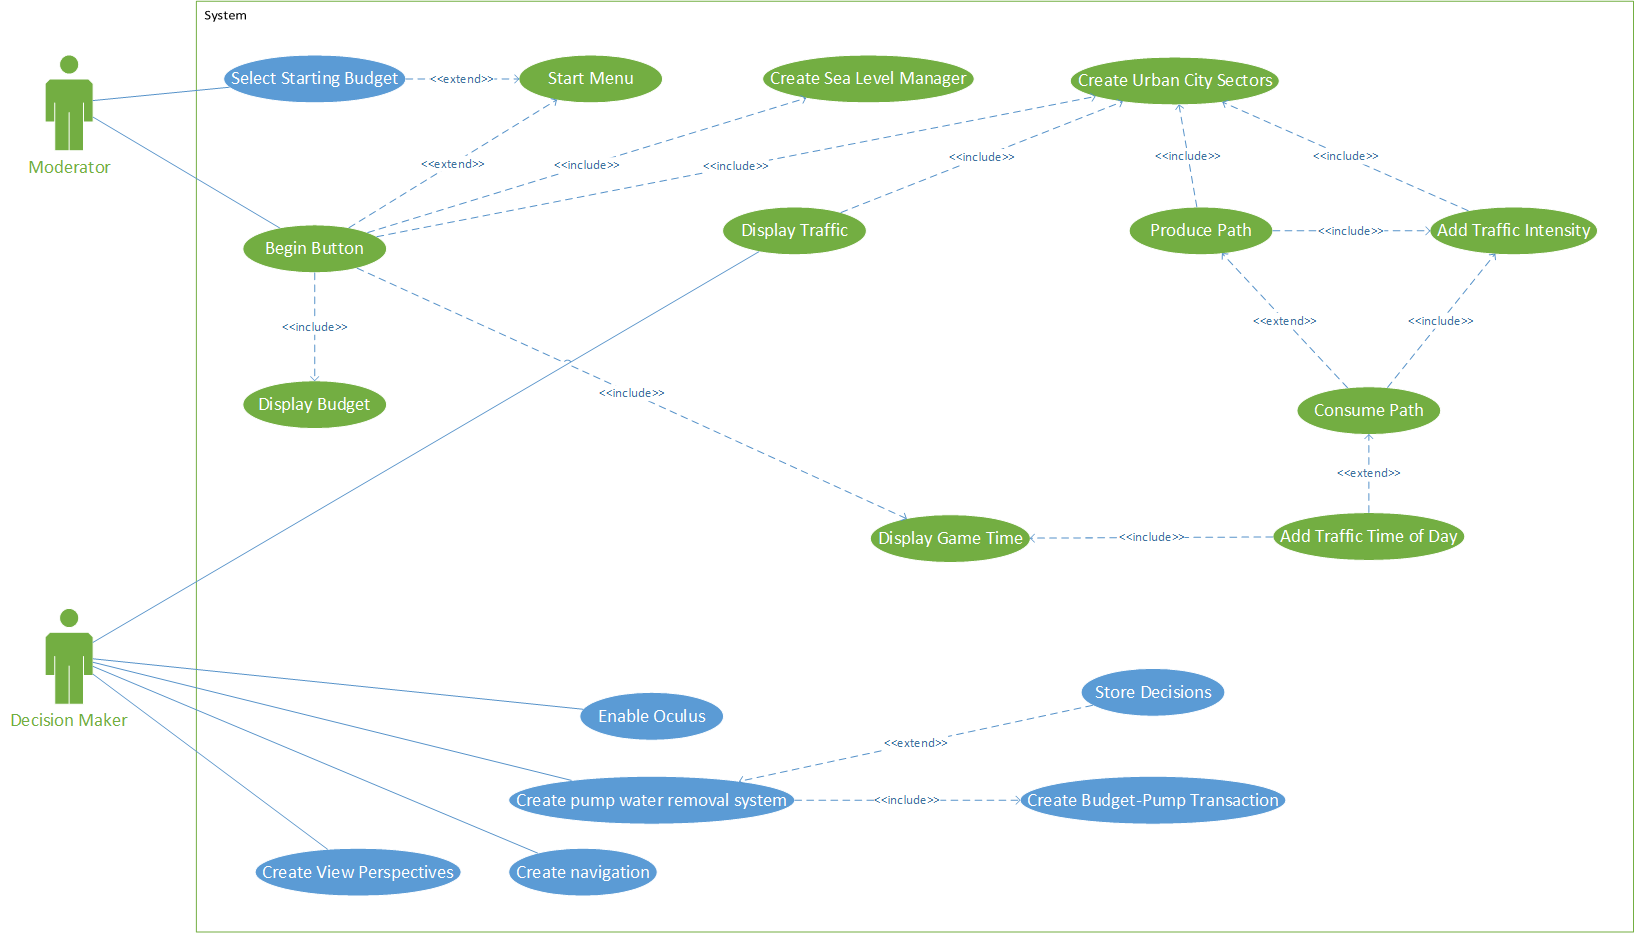 System
Select Starting Budget
<<extend>>
Start Menu
Create Sea Level Manager
Create Urban City Sectors
Moderator
<<extend>>
<<include>>
<<include>>
<<include>>
<<include>>
<<include>>
Begin Button
Display Traffic
Produce Path
<<include>>
Add Traffic Intensity
<<include>>
<<extend>>
<<include>>
Display Budget
<<include>>
Consume Path
<<extend>>
Display Game Time
<<include>>
Add Traffic Time of Day
Decision Maker
Enable Oculus
Store Decisions
<<extend>>
Create pump water removal system
<<include>>
Create Budget-Pump Transaction
Create View Perspectives
Create navigation